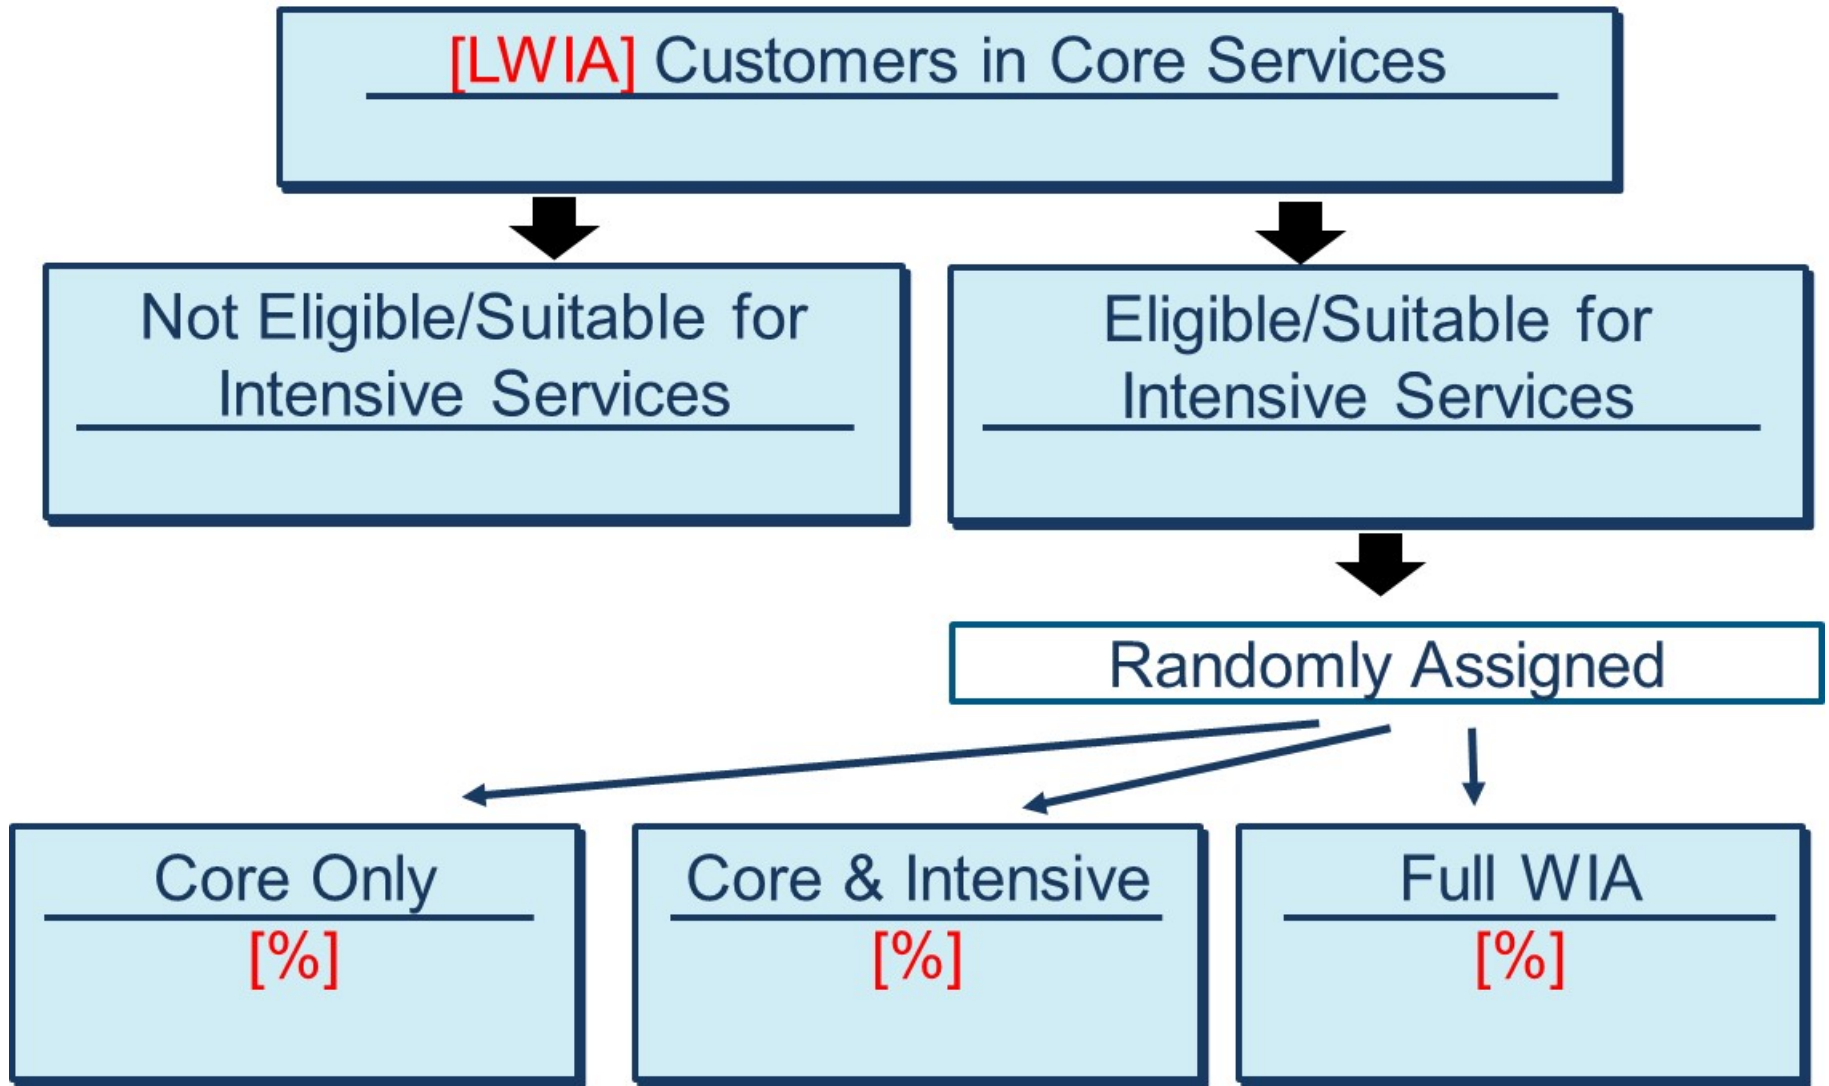 [LWIA] Customers in Core Services
Not Eligible/Suitable for
Intensive Services
Eligible/Suitable for
Intensive Services
Randomly Assigned
Core Only
[%]
Core & Intensive
[%]
Full WIA
[%]